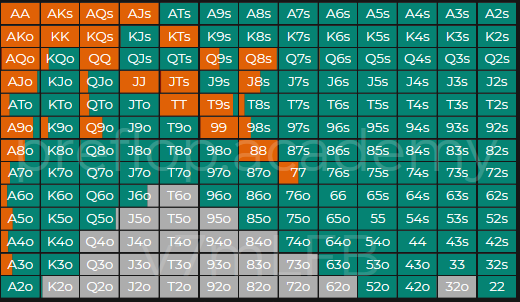 AA AKs AQs AJs ATs A9s A8s A7s A6s A5s A4s A3s A2s
AKo KK KQs KJs KTs K9s K8s K7s K6s K5s K4s K3s K2s
AQo KQo QQ QJs QTs Q9s Q8s Q7s Q6s Q5s Q4s Q3s Q2s
AJo KJo QJo JJ JTs J9s J8s J7s J6s J5s J4s J3s J2s
ATo KTo QTo JTo TT T9s T8s T7s T6s T5s T4s T3s T2s
A9o K9o Q9o J9o T9o 99 98s 97s 96s 95s 94s 93s 92s
A8o K8o Q8o J8o T8o 98o 88 87s 86s 85s 84s 83s 82s
preflop.academy
A7o K7o Q7o J7o T7o 97o 87o 77 76s 75s 74s 73s 72s
A6o K6o Q6o J6o T6o 96o 86o 76o 66 65s 64s 63s 62s
A5o K5o Q5o J5o T5o 95o 85o 75o 65o 55 54s 53s 52s
A4o K4o Q4o J4o T4o 94o 84o 74o 64o 54o 44 43s 42s
A3o K3o Q3o J3o T3o 93o 83o 73o 63o 53o 43o 33 32s
A2o K2o Q2o J2o T2o 92o 82o 72o 62o 52o 42o 32o 22